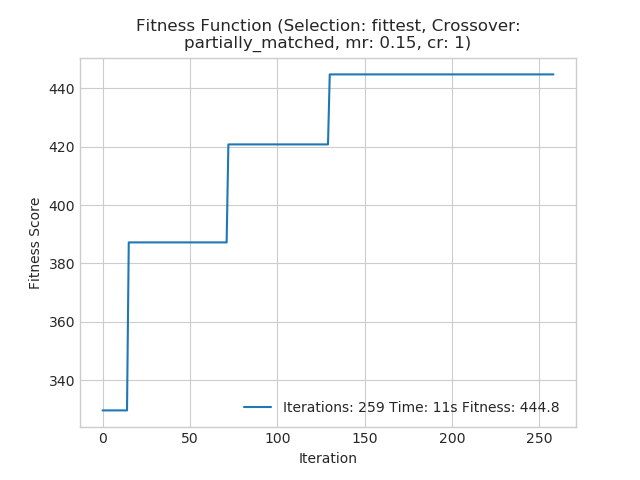 Fitness Function (Selection: fittest, Crossover:
partially_matched, mr: 0.15, cr: 1)
Fitness Score
440
420
400
380
360
340
Iterations: 259 Time: 11s Fitness: 444.8
0 50 100 150 200 250
Iteration